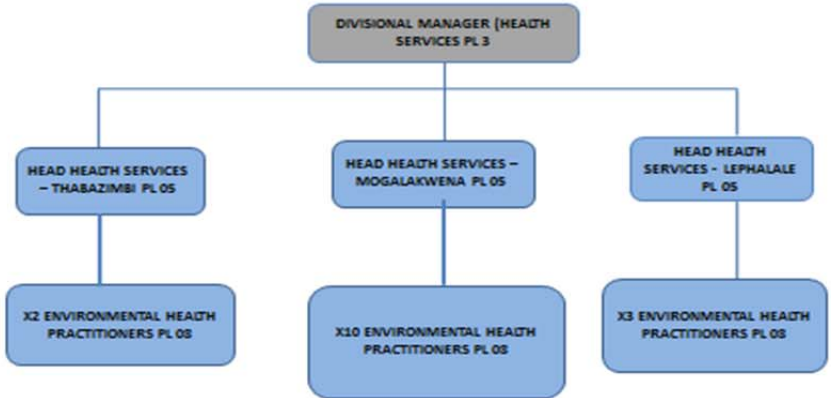 DIVISIONAL MANAGER (HEALTH
SERVICES PL 3
HEAD HEALTH SERVICES
– THABAZIMBI PL 05
HEAD HEALTH SERVICES –
MOGALAKWENA PL 05
HEAD HEALTH
SERVICES - LEPHALALE
PL 05
X2 ENVIRONMENTAL HEALTH
PRACTITIONERS PL 08
X10 ENVIRONMENTAL HEALTH
PRACTITIONERS PL 08
X3 ENVIRONMENTAL HEALTH
PRACTITIONERS PL 08